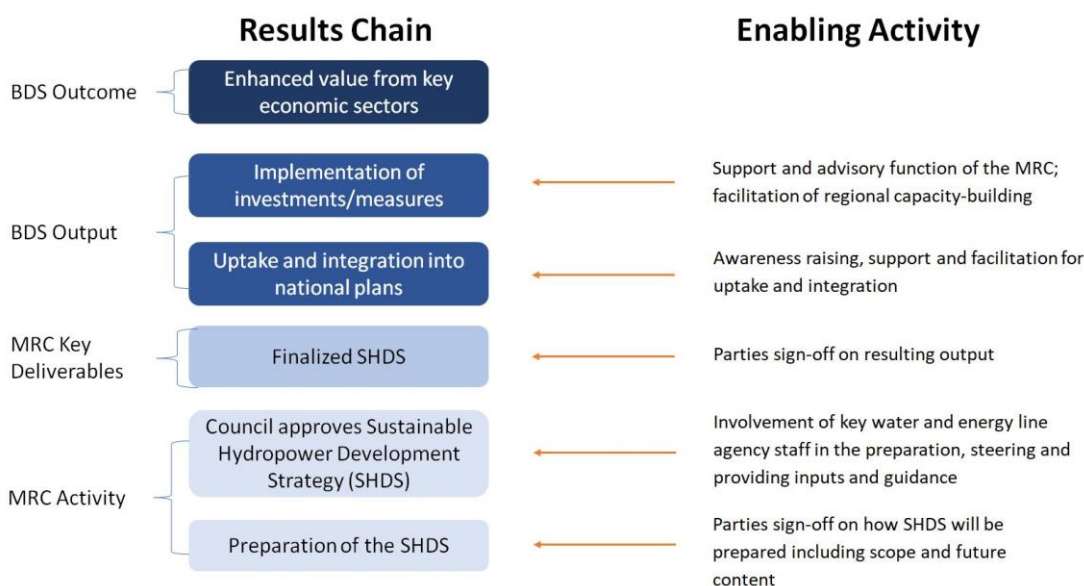 Results Chain
Enabling Activity
BDS Outcome
Enhanced value from key
economic sectors
BDS Output
Implementation of
investments/measures
Support and advisory function of the MRC;
facilitation of regional capacity-building
Uptake and integration into
national plans
Awareness raising, support and facilitation for
uptake and integration
MRC Key
Deliverables
Finalized SHDS
Parties sign-off on resulting output
MRC Activity
Council approves Sustainable
Hydropower Development
Strategy (SHDS)
Involvement of key water and energy line
agency staff in the preparation, steering and
providing inputs and guidance
Preparation of the SHDS
Parties sign-off on how SHDS will be
prepared including scope and future
content